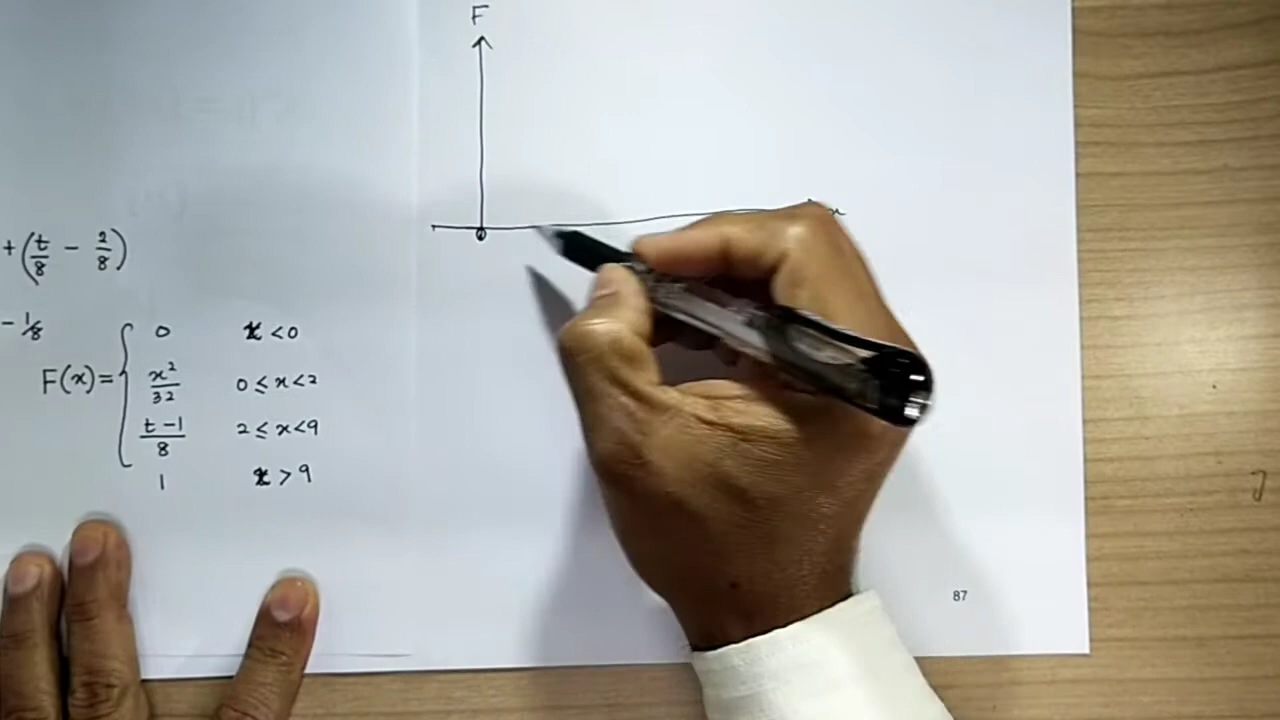 F
x
0
+(t/8 - 2/8)
- 1/8
F(x) = { 0 x < 0
x²/32 0 ≤ x < 2
t-1/8 2 ≤ x < 9
1 x > 9
87